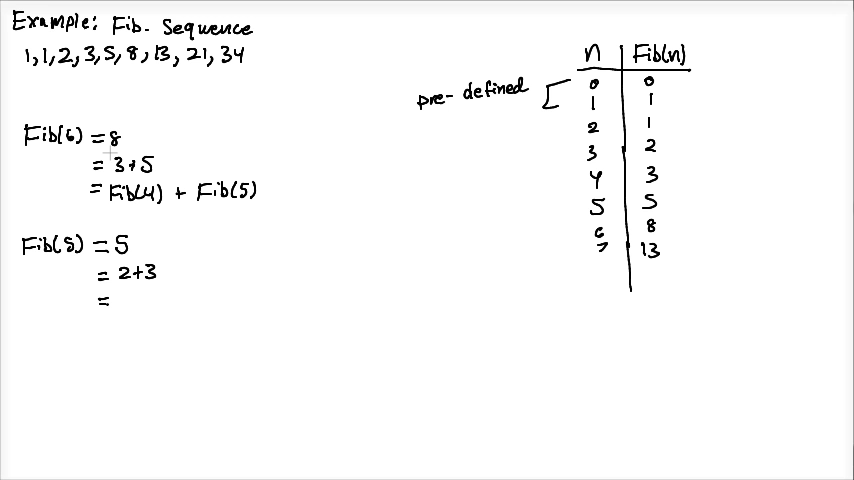 Example: Fib. Sequence
1, 1, 2, 3, 5, 8, 13, 21, 34
Fib(6) = 8
= 3+5
= Fib(4) + Fib(5)
Fib(5) = 5
= 2+3
=
pre-defined
n Fib(n)
0 0
1 1
2 1
3 2
4 3
5 5
6 8
7 13